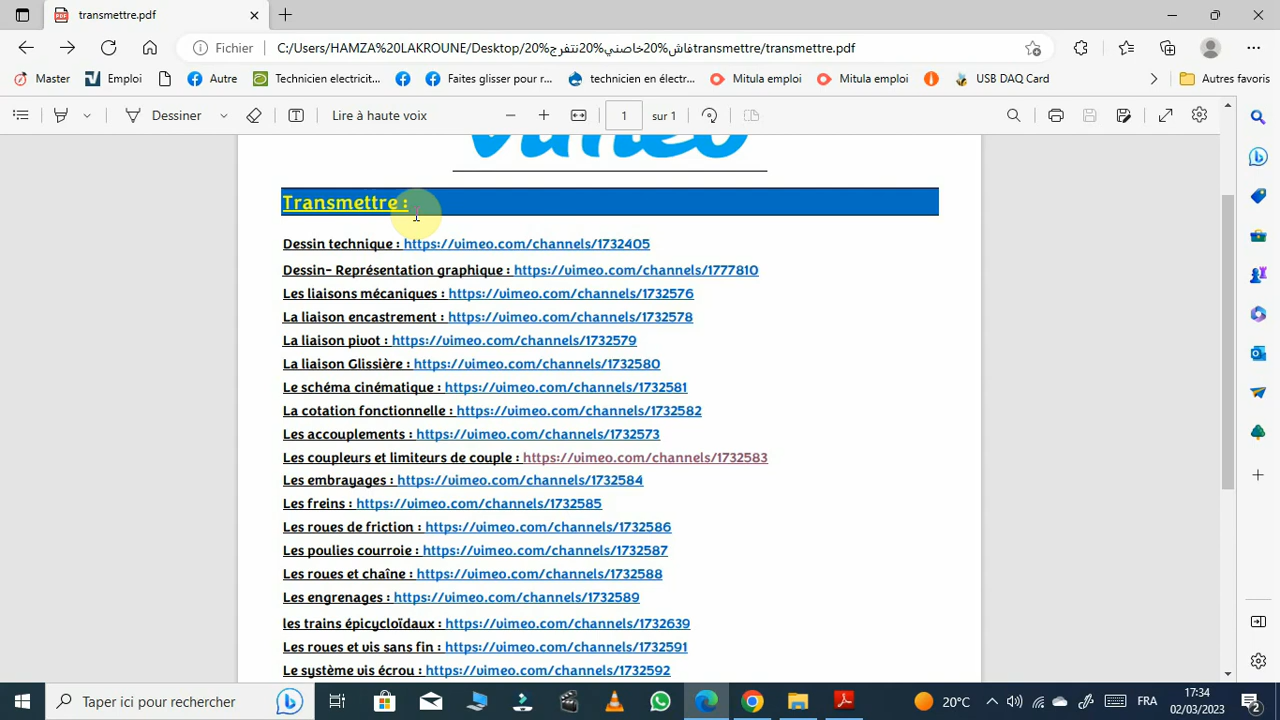 transmettre.pdf
Fichier C:/Users/HAMZA%20LAKROUNE/Desktop/20%فاش%20خاصني%20نتفرجtransmettre/transmettre.pdf
Master Emploi Autre Technicien electricit... Faites glisser pour r... technicien en électr... Mitula emploi Mitula emploi USB DAQ Card Autres favoris
Dessiner Lire à haute voix 1 sur 1
vimeo
Transmettre :
Dessin technique : https://vimeo.com/channels/1732405
Dessin- Représentation graphique : https://vimeo.com/channels/1777810
Les liaisons mécaniques : https://vimeo.com/channels/1732576
La liaison encastrement : https://vimeo.com/channels/1732578
La liaison pivot : https://vimeo.com/channels/1732579
La liaison Glissière : https://vimeo.com/channels/1732580
Le schéma cinématique : https://vimeo.com/channels/1732581
La cotation fonctionnelle : https://vimeo.com/channels/1732582
Les accouplements : https://vimeo.com/channels/1732573
Les coupleurs et limiteurs de couple : https://vimeo.com/channels/1732583
Les embrayages : https://vimeo.com/channels/1732584
Les freins : https://vimeo.com/channels/1732585
Les roues de friction : https://vimeo.com/channels/1732586
Les poulies courroie : https://vimeo.com/channels/1732587
Les roues et chaîne : https://vimeo.com/channels/1732588
Les engrenages : https://vimeo.com/channels/1732589
les trains épicycloïdaux : https://vimeo.com/channels/1732639
Les roues et vis sans fin : https://vimeo.com/channels/1732591
Le système vis écrou : https://vimeo.com/channels/1732592
Taper ici pour rechercher 20°C FRA 17:34
02/03/2023 2